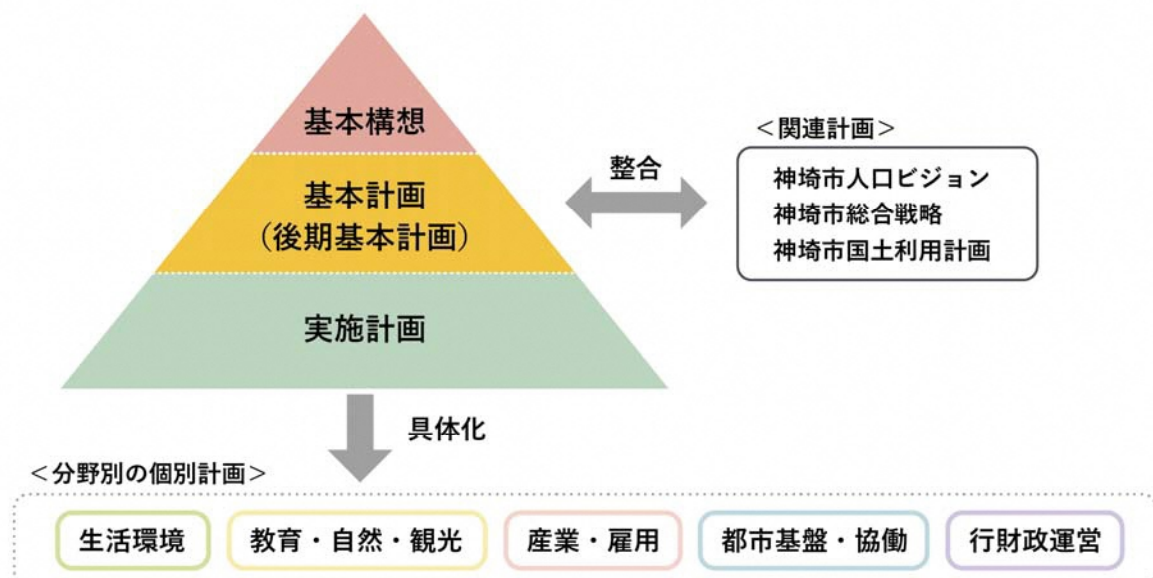 基本構想
基本計画
（後期基本計画）
実施計画
整合
＜関連計画＞
神埼市人口ビジョン
神埼市総合戦略
神埼市国土利用計画
具体化
＜分野別の個別計画＞
生活環境
教育・自然・観光
産業・雇用
都市基盤・協働
行財政運営